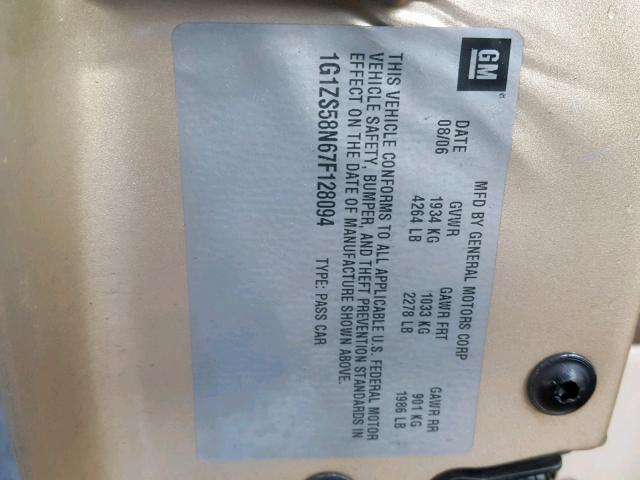 GM
MFD BY GENERAL MOTORS CORP
DATE GVWR GAWR FRT GAWR RR
08/06 1934 KG 1033 KG 901 KG
4264 LB 2278 LB 1986 LB
THIS VEHICLE CONFORMS TO ALL APPLICABLE U.S. FEDERAL MOTOR
VEHICLE SAFETY, BUMPER, AND THEFT PREVENTION STANDARDS IN
EFFECT ON THE DATE OF MANUFACTURE SHOWN ABOVE.
1G1ZS58N67F128094 TYPE: PASS CAR